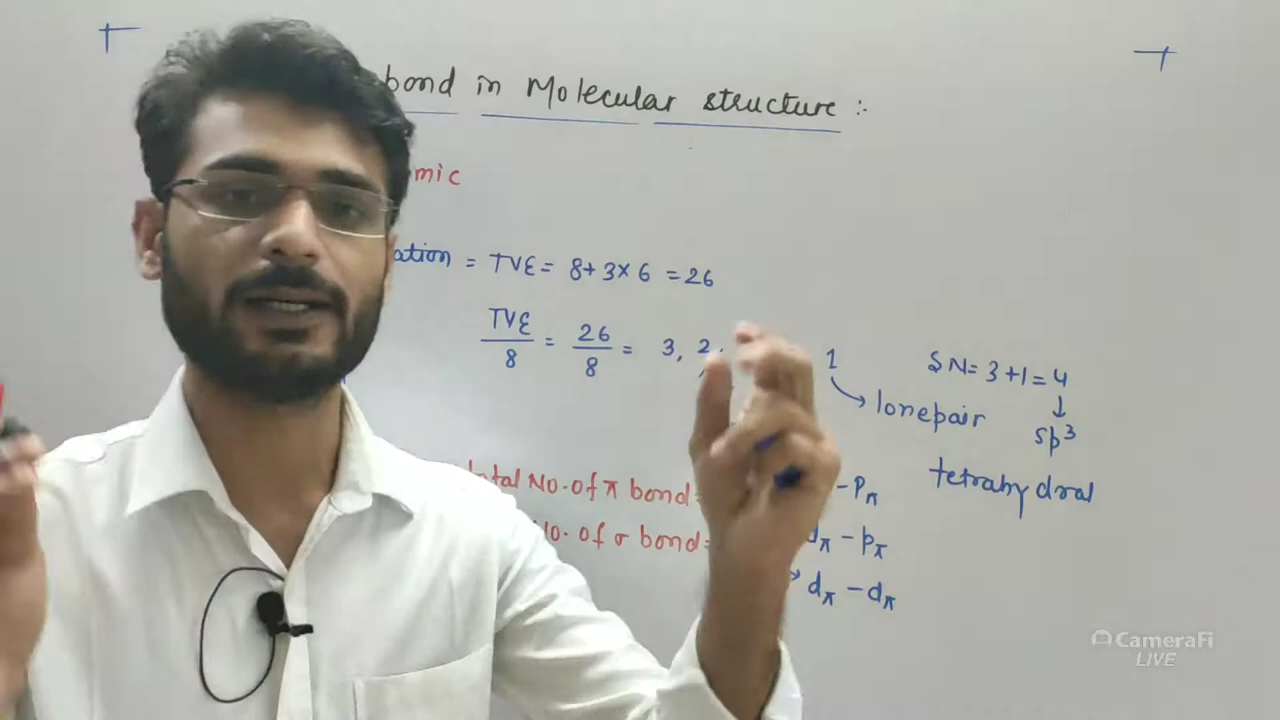 bond in Molecular structure :
mic
ation = TVE = 8+ 3×6 = 26
TVE/8 = 26/8 = 3, 2 1
lonepair
SN = 3+1 = 4
sp³
tetrahydral
tal No. of π bond =
No. of σ bond =
- Pπ
dπ - pπ
dπ - dπ
CameraFi
LIVE